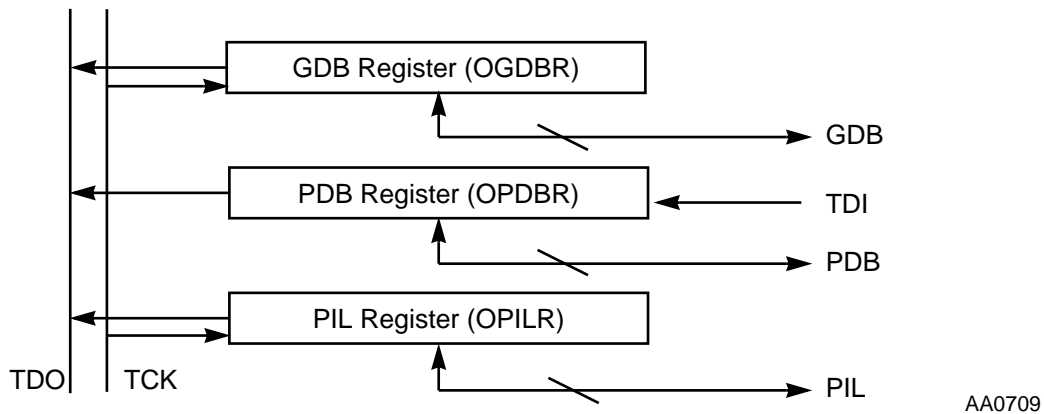 GDB Register (OGDBR)
GDB
PDB Register (OPDBR)
TDI
PDB
PIL Register (OPILR)
TDO
TCK
PIL
AA0709